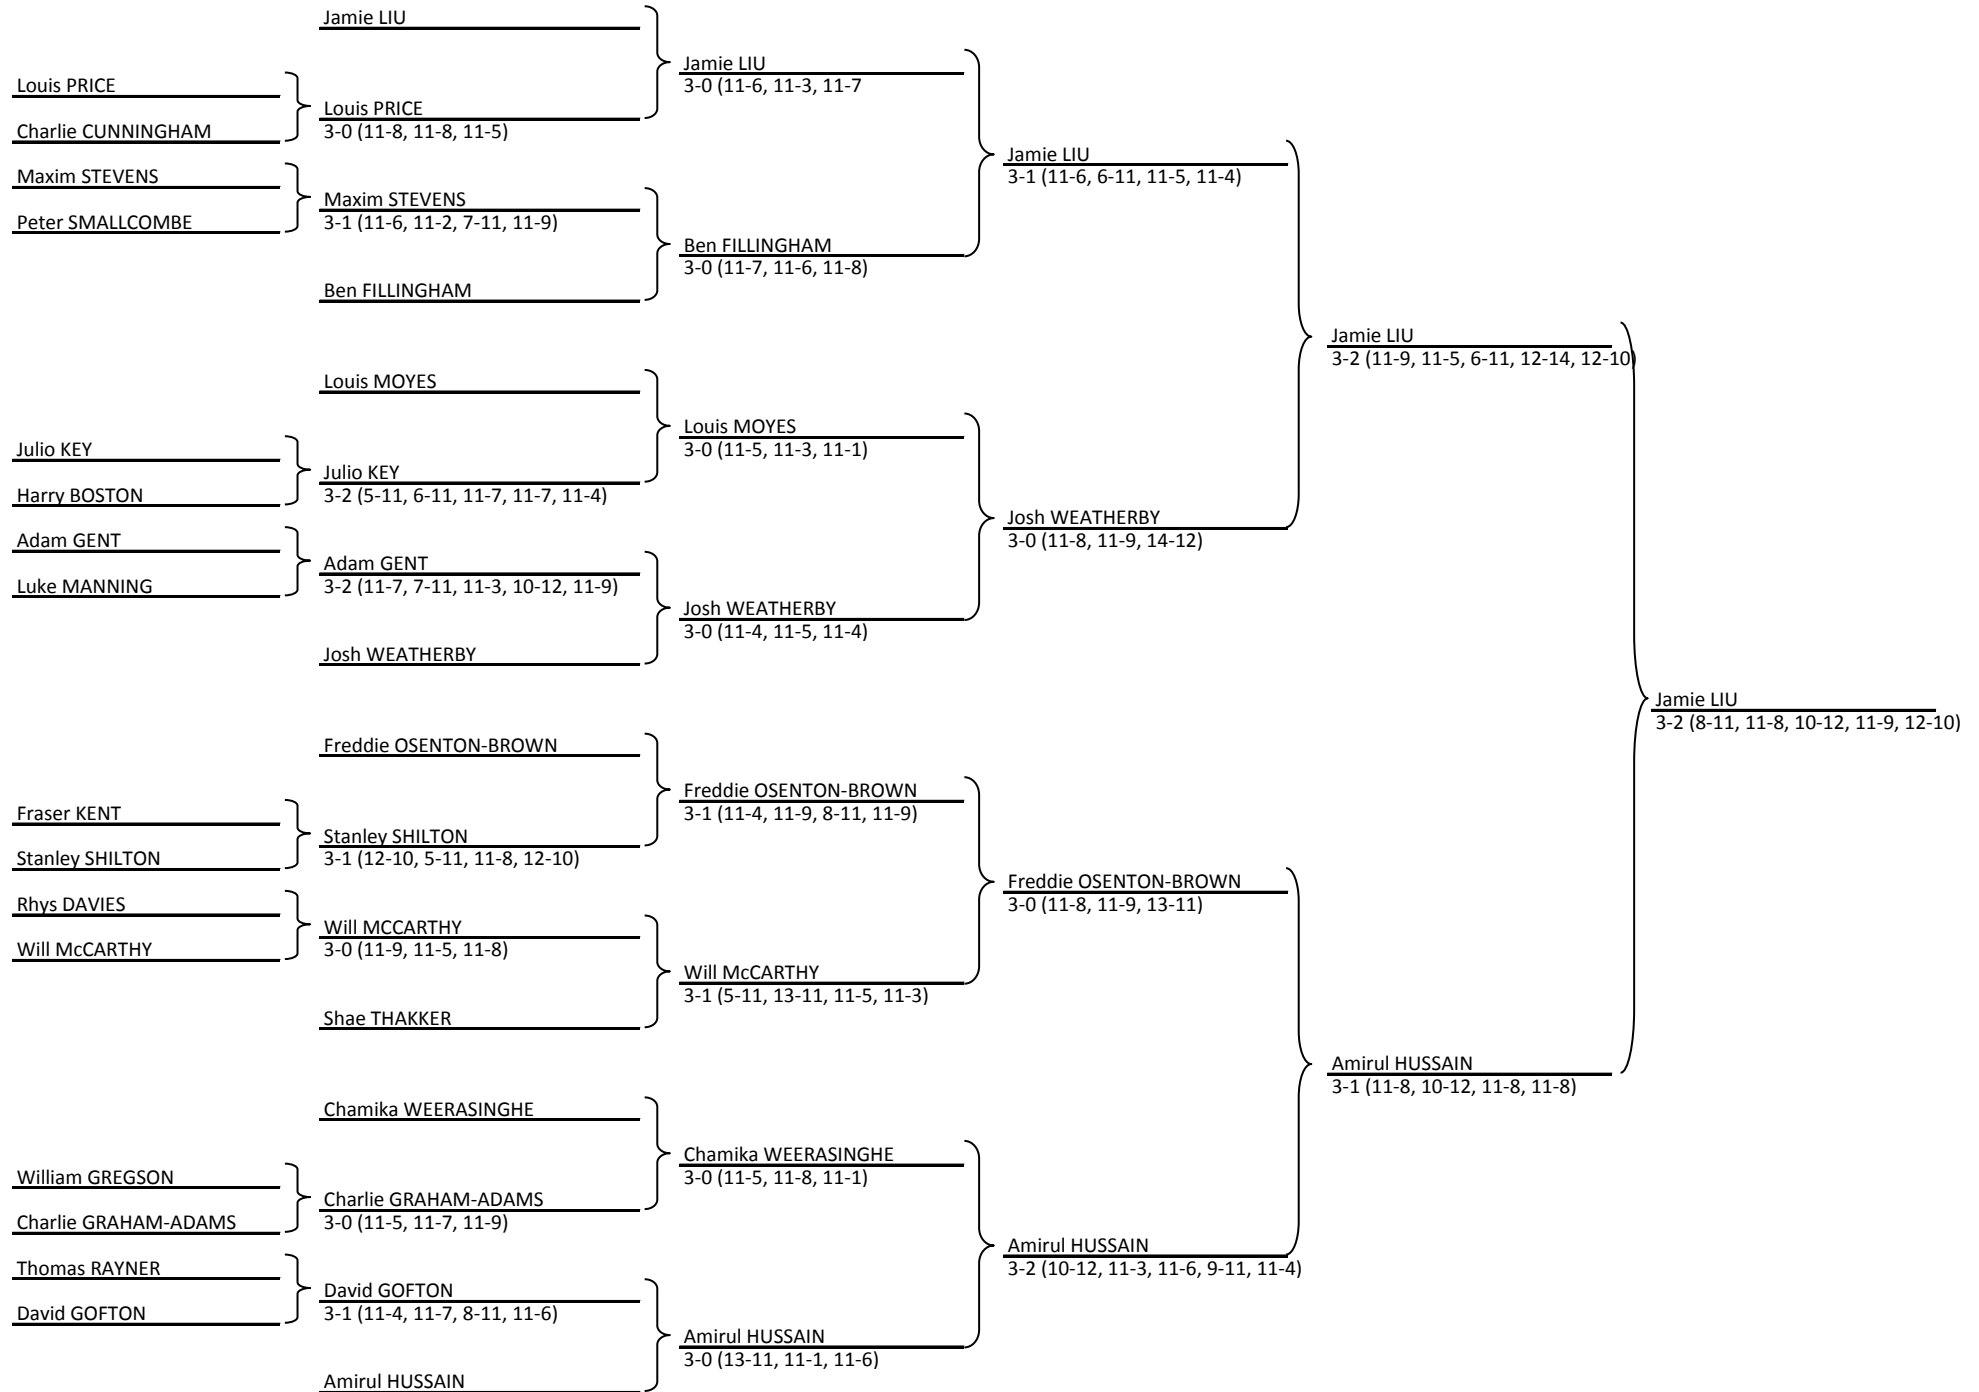 Jamie LIU
Louis PRICE
Charlie CUNNINGHAM
Louis PRICE
3-0 (11-8, 11-8, 11-5)
Jamie LIU
3-0 (11-6, 11-3, 11-7
Maxim STEVENS
Peter SMALLCOMBE
Maxim STEVENS
3-1 (11-6, 11-2, 7-11, 11-9)
Ben FILLINGHAM
Ben FILLINGHAM
3-0 (11-7, 11-6, 11-8)
Jamie LIU
3-1 (11-6, 6-11, 11-5, 11-4)
Louis MOYES
Julio KEY
Harry BOSTON
Julio KEY
3-2 (5-11, 6-11, 11-7, 11-7, 11-4)
Louis MOYES
3-0 (11-5, 11-3, 11-1)
Adam GENT
Luke MANNING
Adam GENT
3-2 (11-7, 7-11, 11-3, 10-12, 11-9)
Josh WEATHERBY
Josh WEATHERBY
3-0 (11-4, 11-5, 11-4)
Josh WEATHERBY
3-0 (11-8, 11-9, 14-12)
Jamie LIU
3-2 (11-9, 11-5, 6-11, 12-14, 12-10)
Freddie OSENTON-BROWN
Fraser KENT
Stanley SHILTON
Stanley SHILTON
3-1 (12-10, 5-11, 11-8, 12-10)
Freddie OSENTON-BROWN
3-1 (11-4, 11-9, 8-11, 11-9)
Rhys DAVIES
Will McCARTHY
Will MCCARTHY
3-0 (11-9, 11-5, 11-8)
Shae THAKKER
Will McCARTHY
3-1 (5-11, 13-11, 11-5, 11-3)
Freddie OSENTON-BROWN
3-0 (11-8, 11-9, 13-11)
Chamika WEERASINGHE
William GREGSON
Charlie GRAHAM-ADAMS
Charlie GRAHAM-ADAMS
3-0 (11-5, 11-7, 11-9)
Chamika WEERASINGHE
3-0 (11-5, 11-8, 11-1)
Thomas RAYNER
David GOFTON
David GOFTON
3-1 (11-4, 11-7, 8-11, 11-6)
Amirul HUSSAIN
Amirul HUSSAIN
3-0 (13-11, 11-1, 11-6)
Amirul HUSSAIN
3-2 (10-12, 11-3, 11-6, 9-11, 11-4)
Amirul HUSSAIN
3-1 (11-8, 10-12, 11-8, 11-8)
Jamie LIU
3-2 (8-11, 11-8, 10-12, 11-9, 12-10)